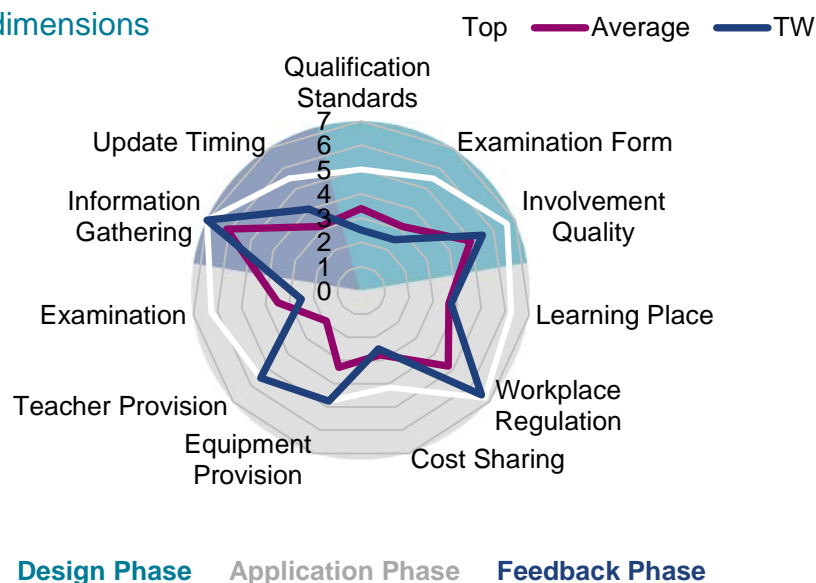 dimensions
Top Average TW
Qualification
Standards
7
6
5
4
3
2
1
0
Update Timing
Examination Form
Information
Gathering
Involvement
Quality
Examination
Learning Place
Teacher Provision
Workplace
Regulation
Equipment
Provision
Cost Sharing
Design Phase Application Phase Feedback Phase